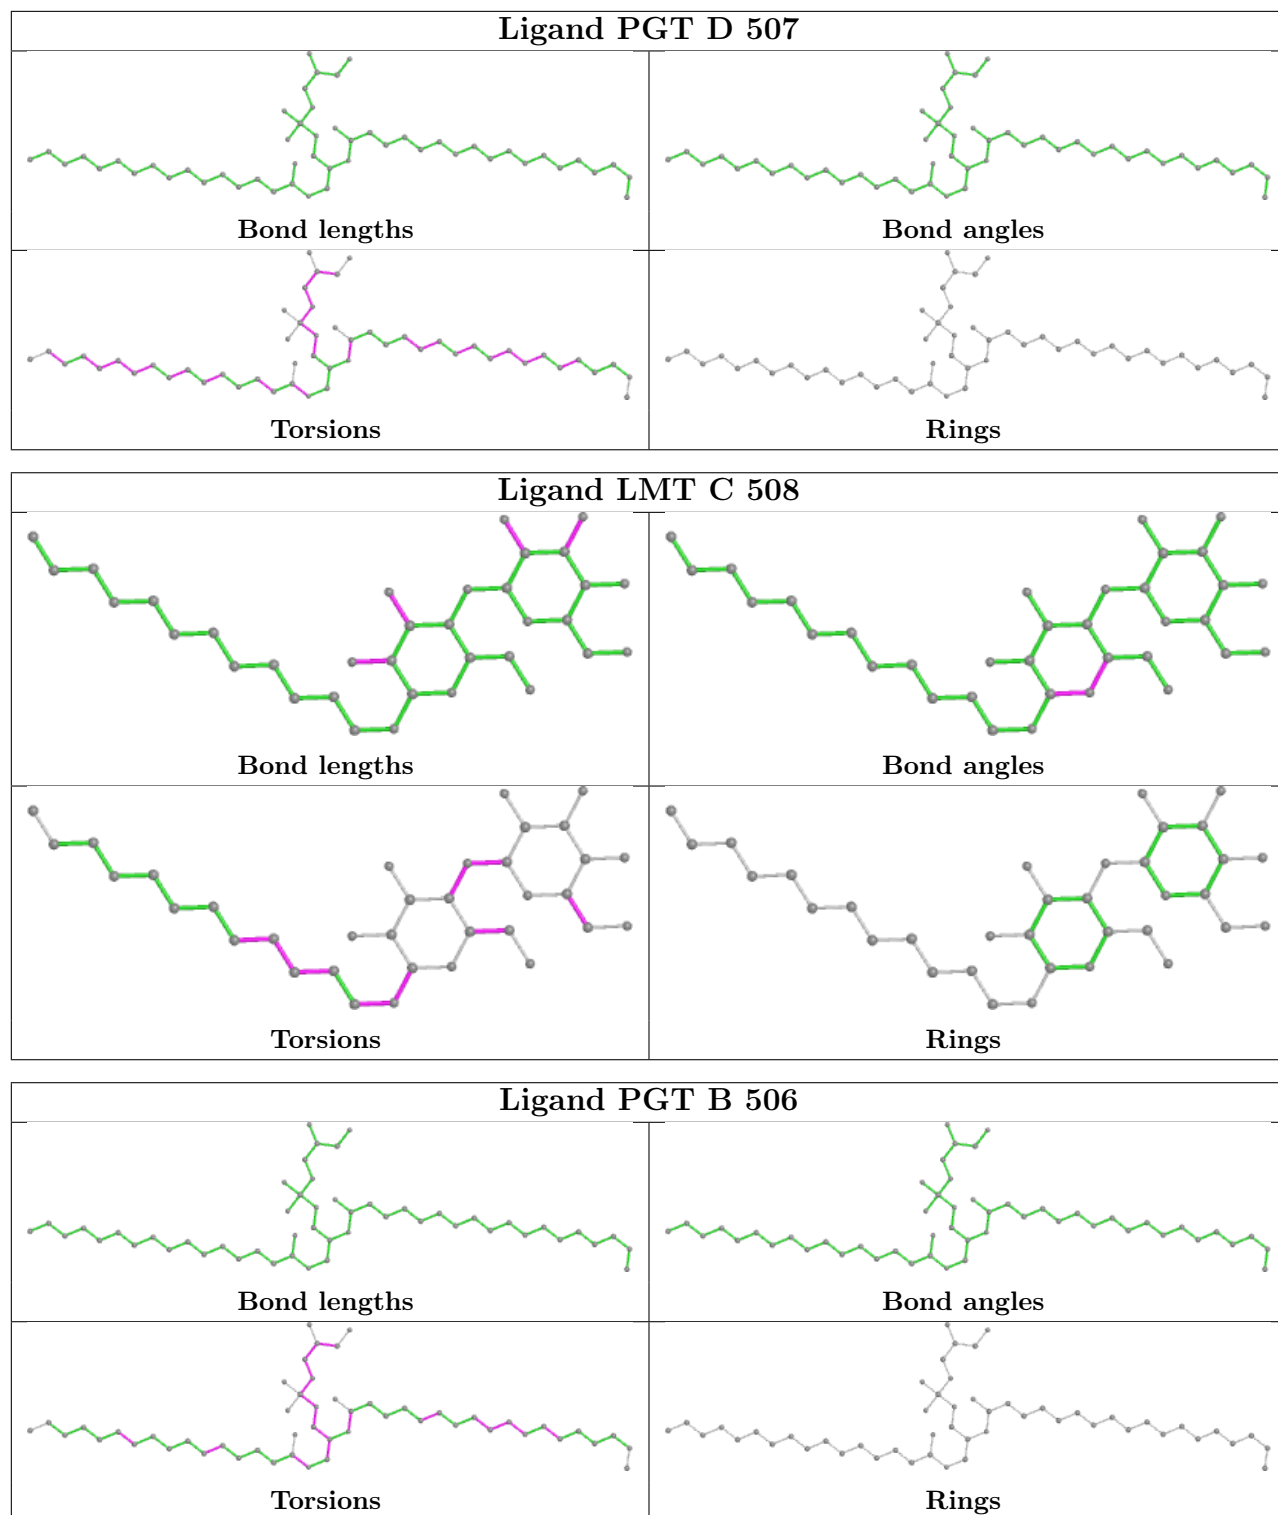 Ligand PGT D 507
Bond lengths
Bond angles
Torsions
Rings
Ligand LMT C 508
Bond lengths
Bond angles
Torsions
Rings
Ligand PGT B 506
Bond lengths
Bond angles
Torsions
Rings